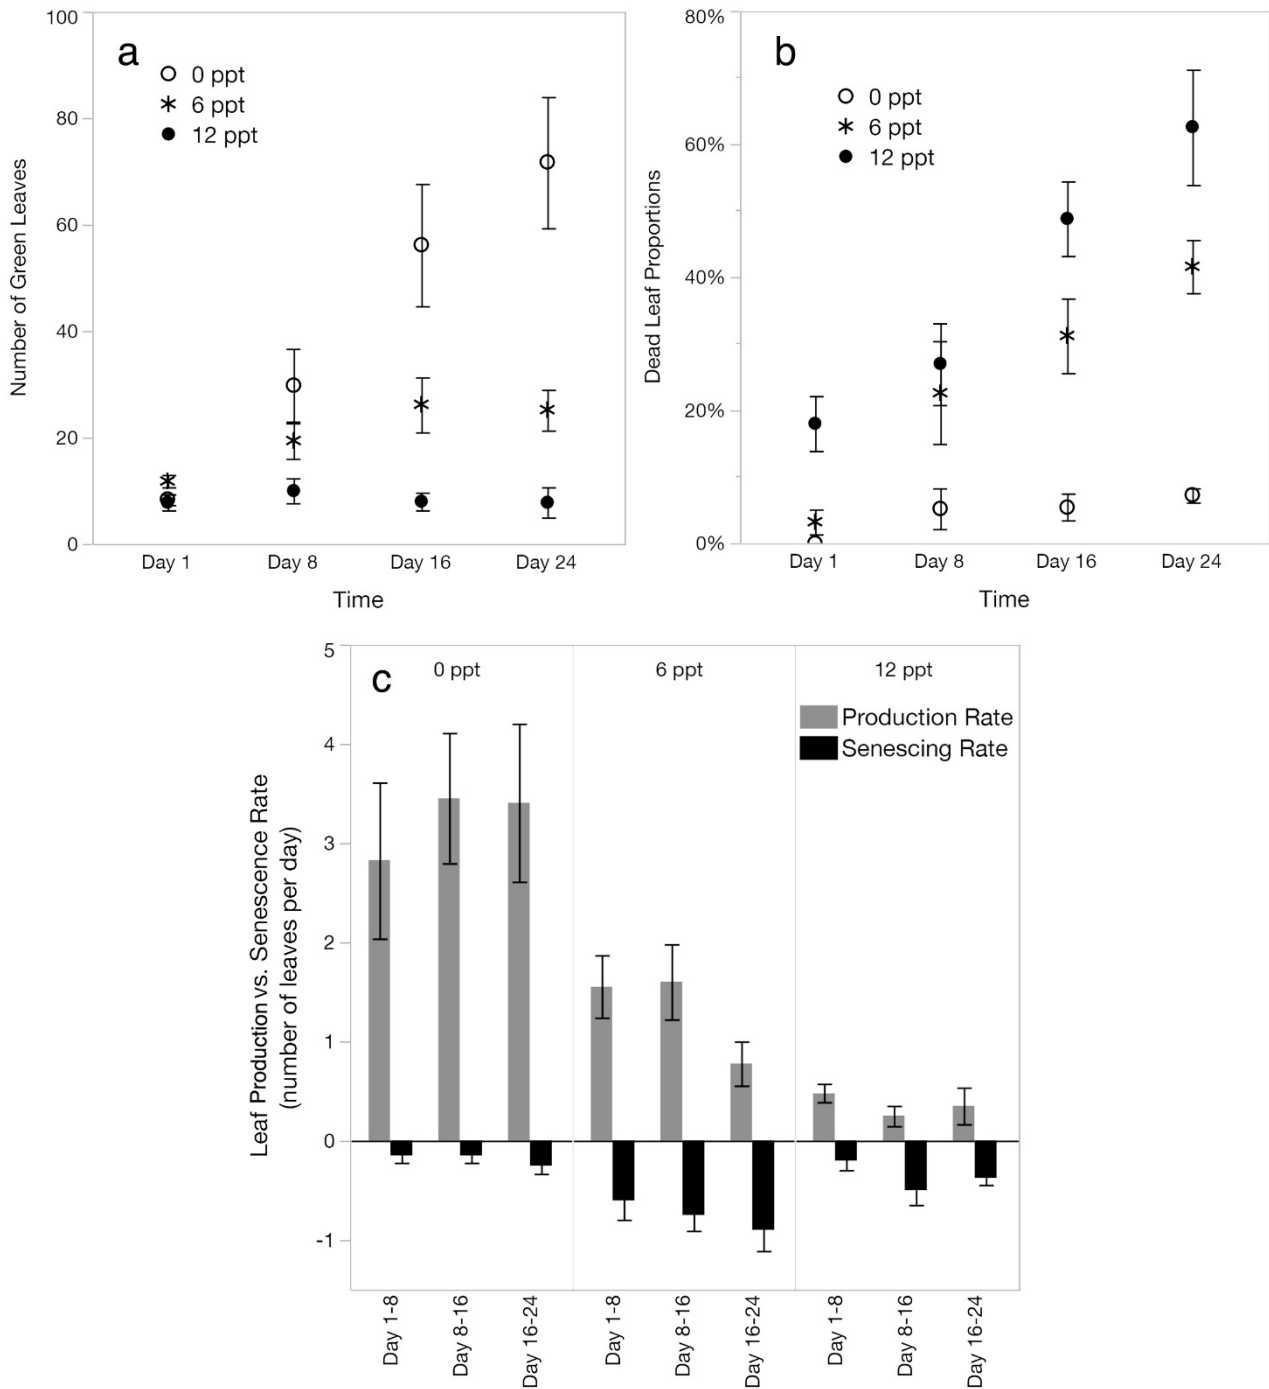 a
0 ppt
6 ppt
12 ppt
100
80
60
40
20
0
Number of Green Leaves
Day 1
Day 8
Day 16
Day 24
Time
b
0 ppt
6 ppt
12 ppt
80%
60%
40%
20%
0%
Dead Leaf Proportions
Day 1
Day 8
Day 16
Day 24
Time
c
0 ppt
6 ppt
12 ppt
Production Rate
Senescing Rate
5
4
3
2
1
0
-1
Leaf Production vs. Senescence Rate
(number of leaves per day)
Day 1-8
Day 8-16
Day 16-24
Day 1-8
Day 8-16
Day 16-24
Day 1-8
Day 8-16
Day 16-24